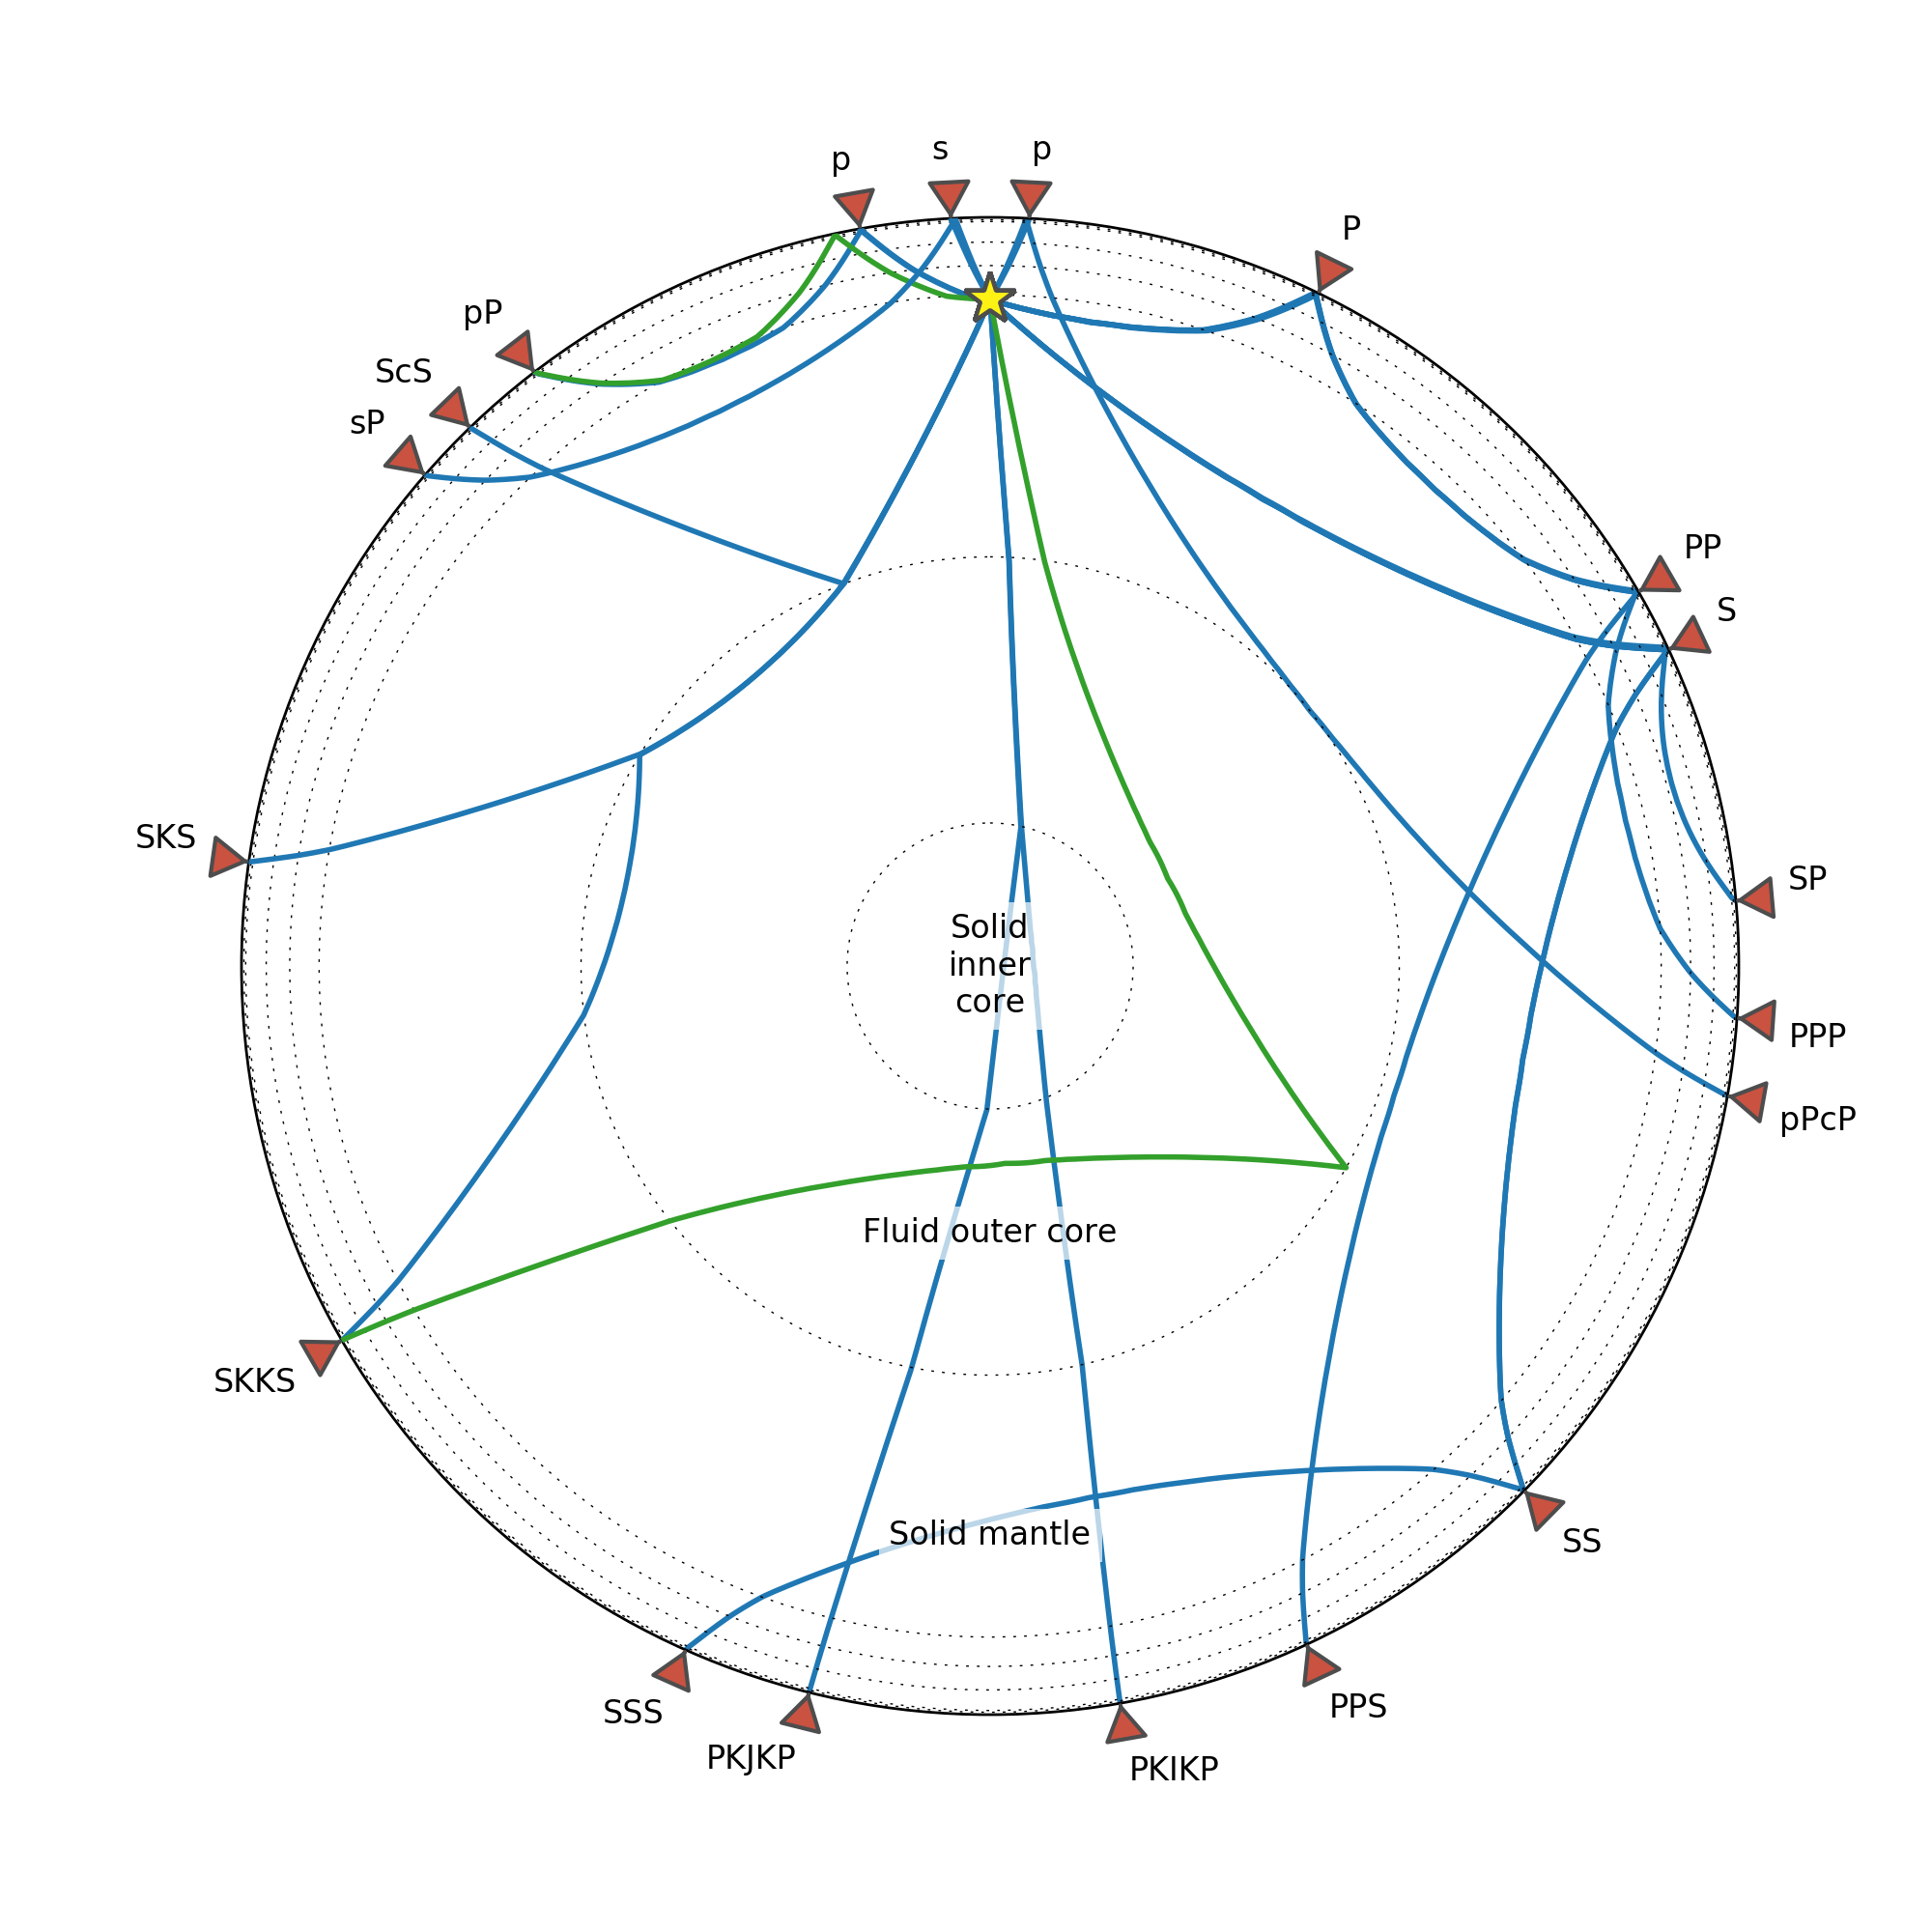 p
s
p
P
pP
ScS
sP
PP
S
SKS
SP
Solid
inner
core
PPP
pPcP
Fluid outer core
SKKS
Solid mantle
SS
SSS
PKJKP
PKIKP
PPS